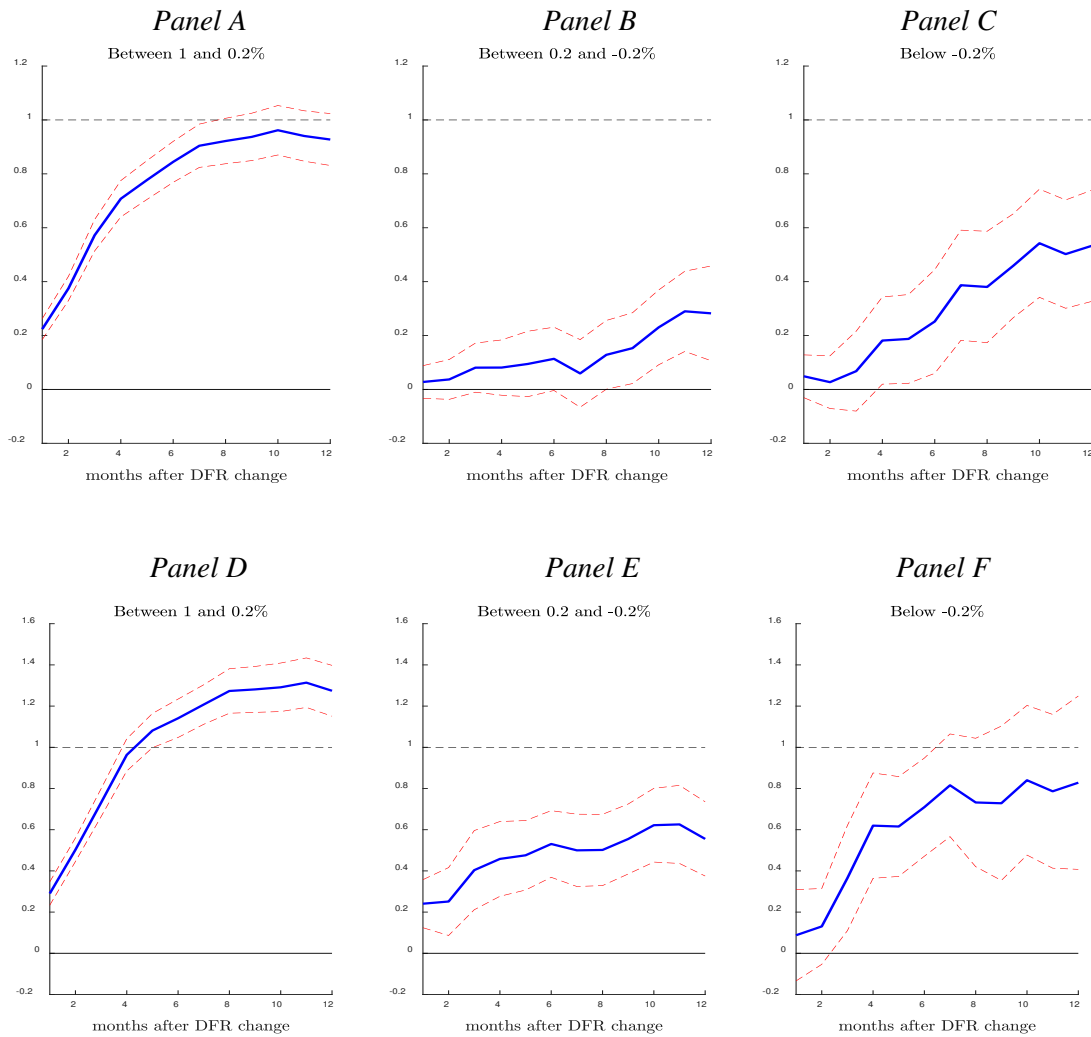 Panel A
Between 1 and 0.2%
1.2
1
0.8
0.6
0.4
0.2
0
-0.2
2 4 6 8 10 12
months after DFR change
Panel B
Between 0.2 and -0.2%
1.2
1
0.8
0.6
0.4
0.2
0
-0.2
2 4 6 8 10 12
months after DFR change
Panel C
Below -0.2%
1.2
1
0.8
0.6
0.4
0.2
0
-0.2
2 4 6 8 10 12
months after DFR change
Panel D
Between 1 and 0.2%
1.6
1.4
1.2
1
0.8
0.6
0.4
0.2
0
-0.2
2 4 6 8 10 12
months after DFR change
Panel E
Between 0.2 and -0.2%
1.6
1.4
1.2
1
0.8
0.6
0.4
0.2
0
-0.2
2 4 6 8 10 12
months after DFR change
Panel F
Below -0.2%
1.6
1.4
1.2
1
0.8
0.6
0.4
0.2
0
-0.2
2 4 6 8 10 12
months after DFR change